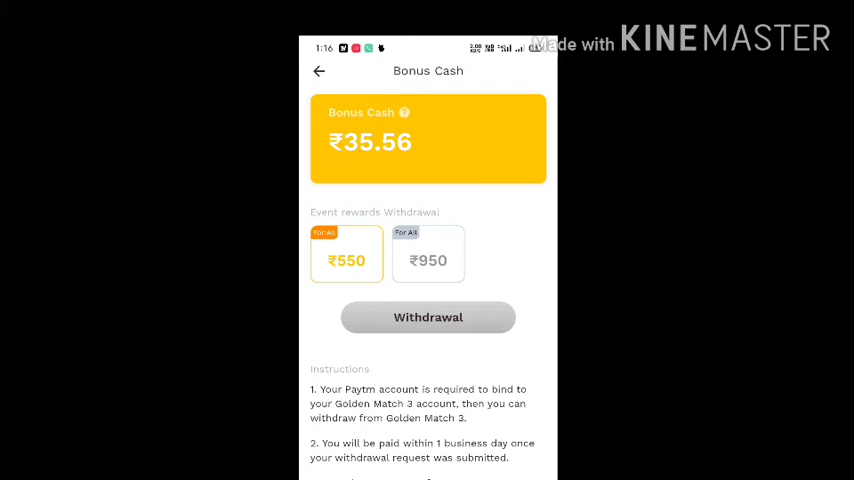 Made with KINEMASTER
1:16
Bonus Cash
Bonus Cash
₹35.56
Event rewards Withdrawal
For All
For All
₹550
₹950
Withdrawal
Instructions
1. Your Paytm account is required to bind to
your Golden Match 3 account, then you can
withdraw from Golden Match 3.
2. You will be paid within 1 business day once
your withdrawal request was submitted.